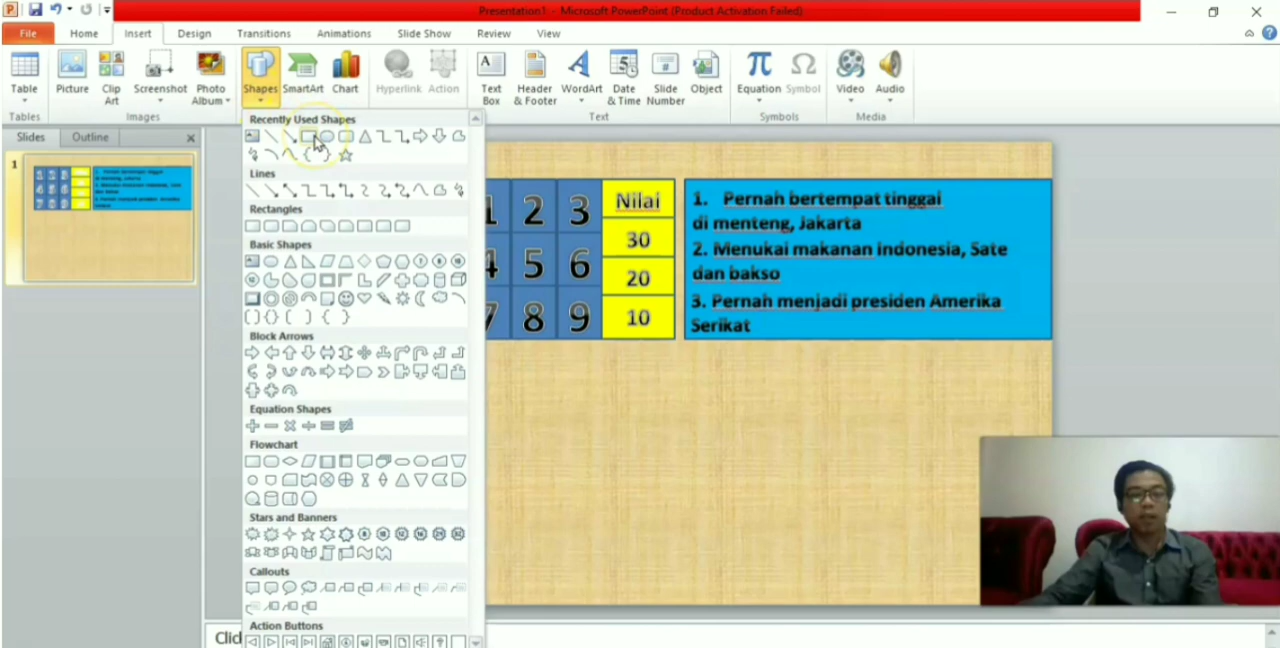 Presentation1 - Microsoft PowerPoint (Product Activation Failed)
File Home Insert Design Transitions Animations Slide Show Review View
Table Picture Clip Art Screenshot Photo Album Shapes SmartArt Chart Hyperlink Action Text Box Header & Footer WordArt Date & Time Slide Number Object Equation Symbol Video Audio
Tables Images Text Symbols Media
Slides Outline
1
Recently Used Shapes
Lines
Rectangles
Basic Shapes
Block Arrows
Equation Shapes
Flowchart
Stars and Banners
Callouts
Action Buttons
1 2 3
4 5 6
7 8 9
Nilai
30
20
10
1. Pernah bertempat tinggal
di menteng, Jakarta
2. Menukai makanan indonesia, Sate
dan bakso
3. Pernah menjadi presiden Amerika
Serikat